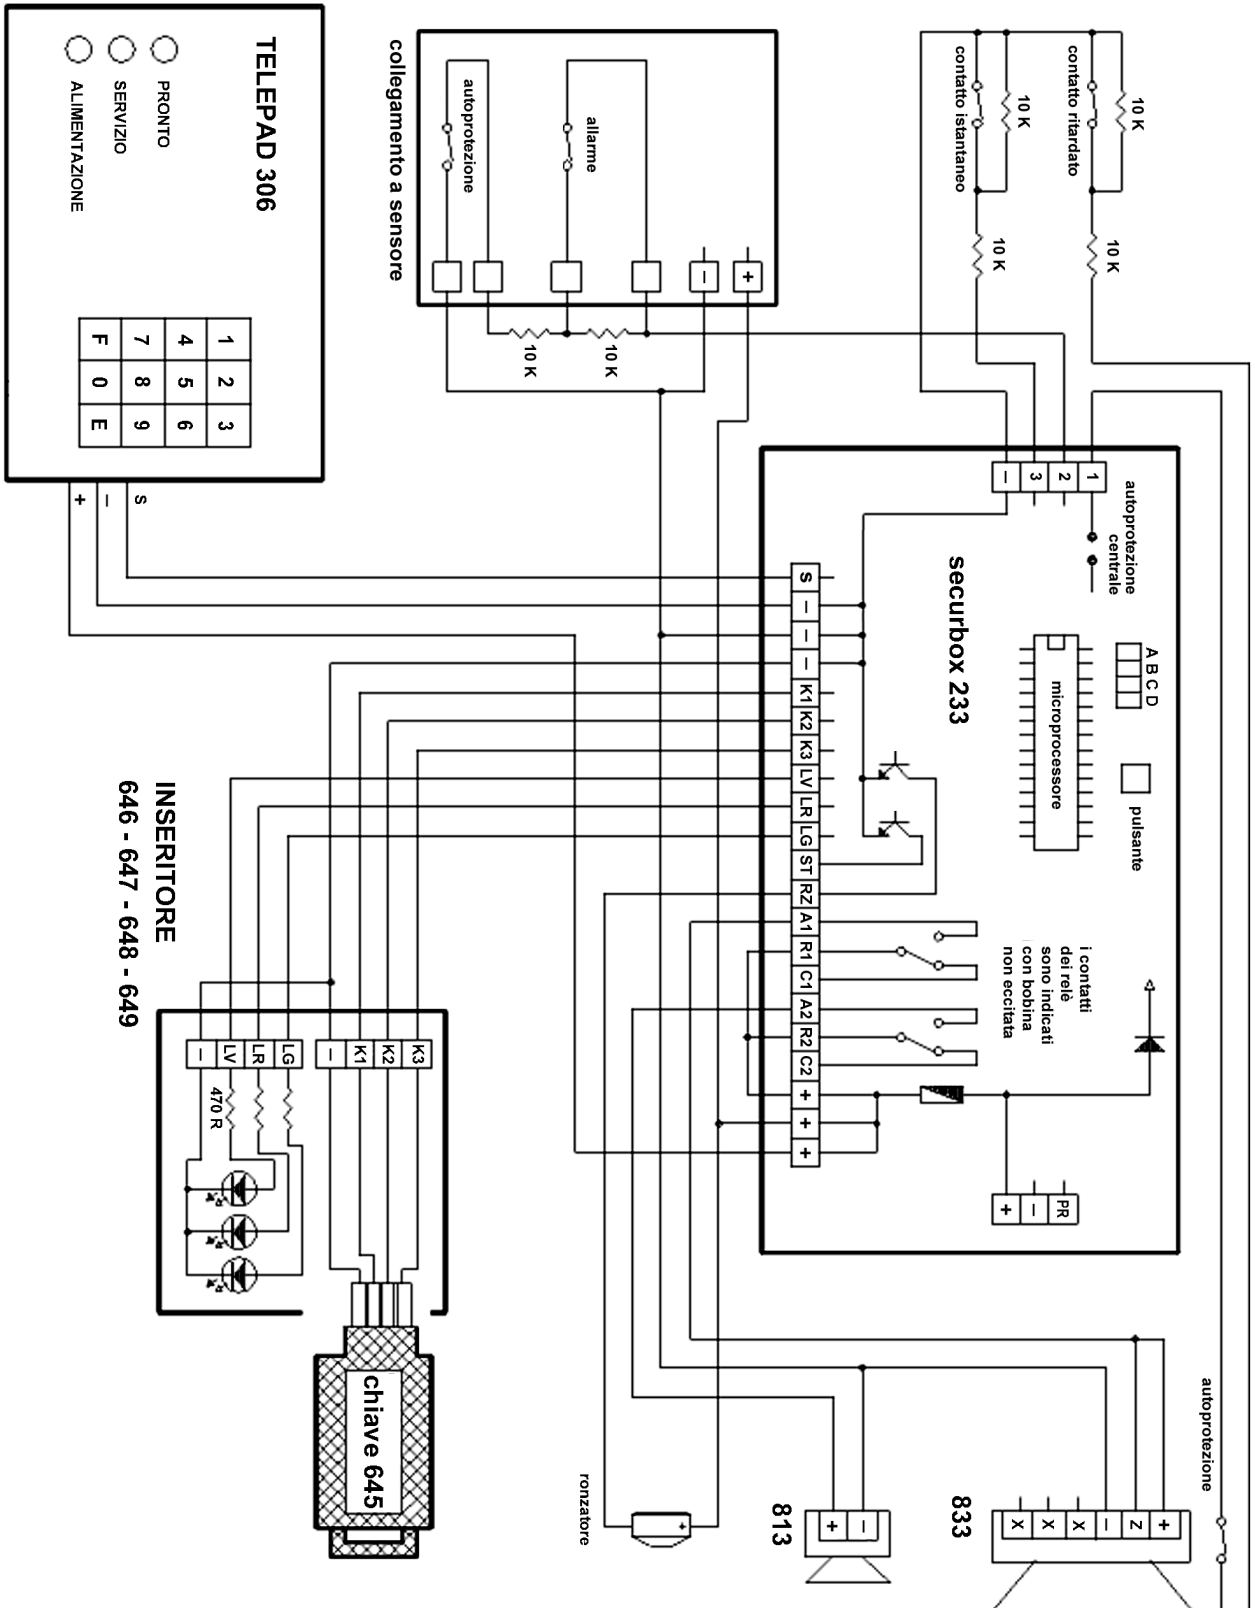 TELEPAD 306
PRONTO
SERVIZIO
ALIMENTAZIONE
1 2 3
4 5 6
7 8 9
F 0 E
S
–
+
collegamento a sensore
autoprotezione
allarme
–
+
10 K
10 K
contatto istantaneo
10 K
10 K
contatto ritardato
10 K
10 K
securbox 233
– 3 2 1
autoprotezione
centrale
A B C D
microprocessore
pulsante
i contatti
dei relè
sono indicati
con bobina
non eccitata
S – – – K1 K2 K3 LV LR LG ST RZ A1 R1 C1 A2 R2 C2 + + +
+ – PR
INSERITORE
646 - 647 - 648 - 649
– LV LR LG
– K1 K2 K3
470 R
chiave 645
ronzatore
+
813
+ –
833
X X X – Z +
autoprotezione